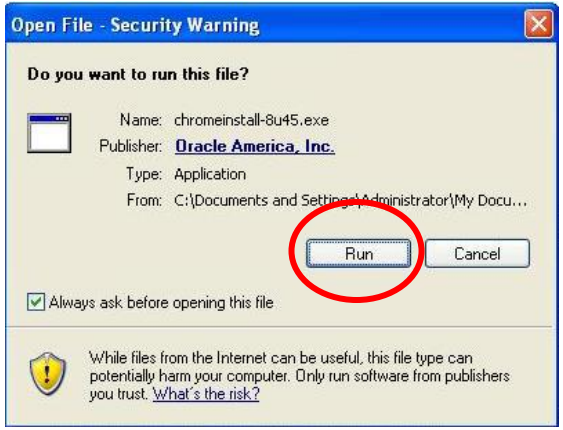 Open File - Security Warning
Do you want to run this file?
Name: chromeinstall-8u45.exe
Publisher: Oracle America, Inc.
Type: Application
From: C:\Documents and Settings\Administrator\My Docu...
Run Cancel
Always ask before opening this file
While files from the Internet can be useful, this file type can
potentially harm your computer. Only run software from publishers
you trust. What's the risk?